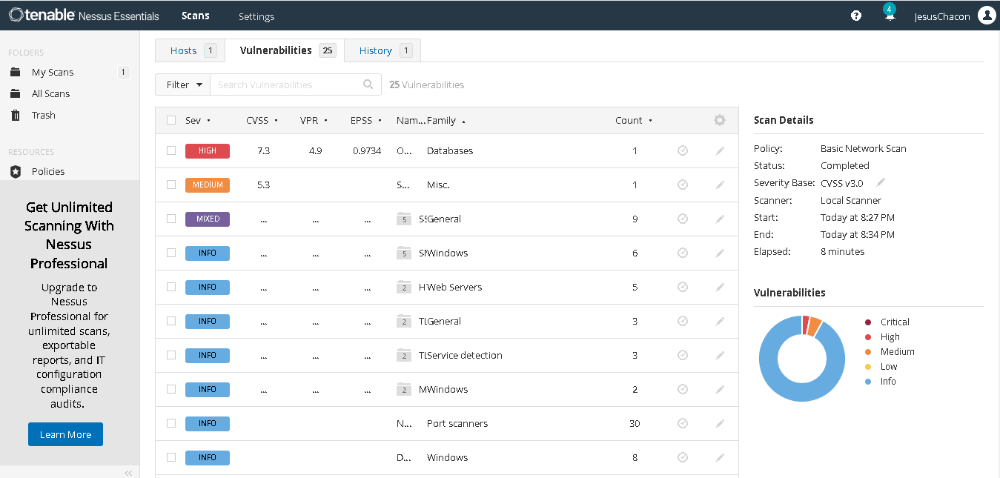 tenable Nessus Essentials Scans Settings ? 4 JesusChacon
FOLDERS
My Scans 1
All Scans
Trash
RESOURCES
Policies
Get Unlimited
Scanning With
Nessus
Professional
Upgrade to
Nessus
Professional for
unlimited scans,
exportable
reports, and IT
configuration
compliance
audits.
Learn More
Hosts 1 Vulnerabilities 25 History 1
Filter Search Vulnerabilities 25 Vulnerabilities
Sev CVSS VPR EPSS Nam... Family Count
HIGH 7.3 4.9 0.9734 O... Databases 1
MEDIUM 5.3 S... Misc. 1
MIXED ... ... ... 5 SS General 9
INFO ... ... ... 5 SM Windows 6
INFO ... ... ... 2 H Web Servers 5
INFO ... ... ... 2 TL General 3
INFO ... ... ... 2 TL Service detection 3
INFO ... ... ... 2 M Windows 2
INFO N... Port scanners 30
INFO D... Windows 8
Scan Details
Policy: Basic Network Scan
Status: Completed
Severity Base: CVSS v3.0
Scanner: Local Scanner
Start: Today at 8:27 PM
End: Today at 8:34 PM
Elapsed: 8 minutes
Vulnerabilities
Critical
High
Medium
Low
Info